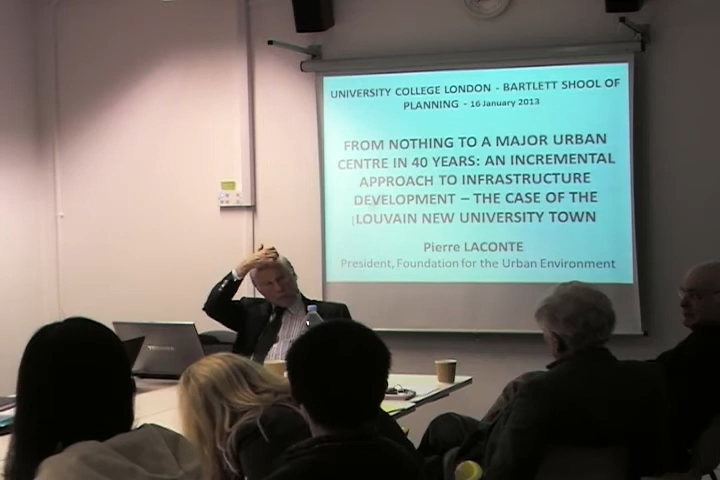 UNIVERSITY COLLEGE LONDON - BARTLETT SHOOL OF
PLANNING - 16 January 2013
FROM NOTHING TO A MAJOR URBAN
CENTRE IN 40 YEARS: AN INCREMENTAL
APPROACH TO INFRASTRUCTURE
DEVELOPMENT – THE CASE OF THE
LOUVAIN NEW UNIVERSITY TOWN
Pierre LACONTE
President, Foundation for the Urban Environment